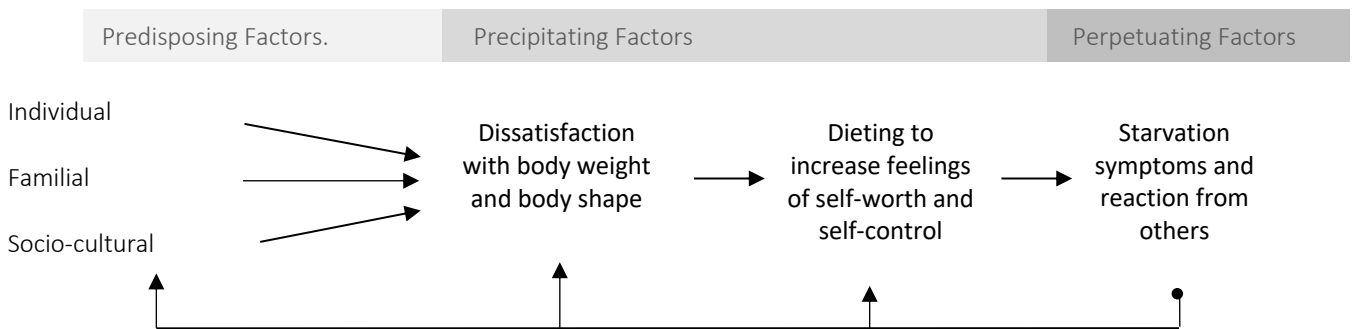 Predisposing Factors.
Precipitating Factors
Perpetuating Factors
Individual
Familial
Socio-cultural
Dissatisfaction
with body weight
and body shape
Dieting to
increase feelings
of self-worth and
self-control
Starvation
symptoms and
reaction from
others